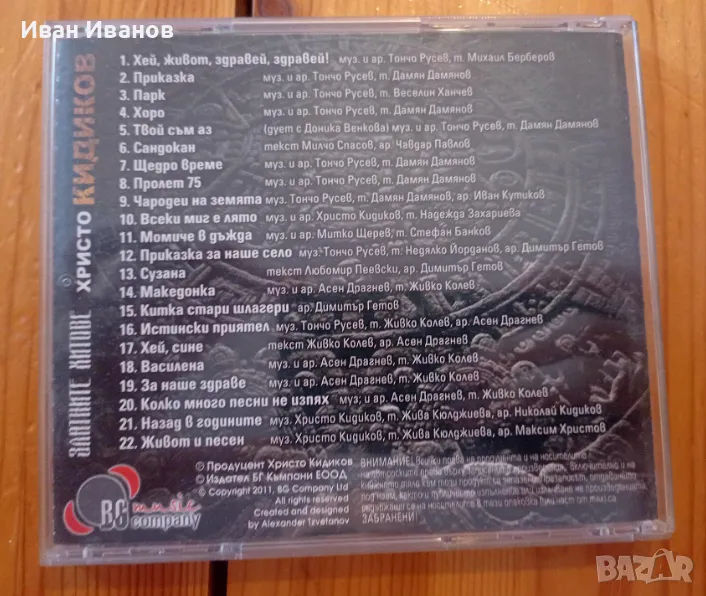 Иван Иванов
ЗЛАТНИТЕ ХИТОВЕ ХРИСТО КИДИКОВ
1. Хей, живот, здравей, здравей! муз. и ар. Тончо Русев, т. Михаил Берберов
2. Приказка муз. и ар. Тончо Русев, т. Дамян Дамянов
3. Парк муз. и ар. Тончо Русев, т. Веселин Ханчев
4. Хоро муз. и ар. Тончо Русев, т. Дамян Дамянов
5. Твой съм аз (дует с Доника Венкова) муз. и ар. Тончо Русев, т. Дамян Дамянов
6. Сандокан текст Милчо Спасов, ар. Чавдар Павлов
7. Щедро време муз. и ар. Тончо Русев, т. Дамян Дамянов
8. Пролет 75 муз. и ар. Тончо Русев, т. Дамян Дамянов
9. Чародеи на земята муз. Тончо Русев, т. Дамян Дамянов, ар. Иван Кутиков
10. Всеки миг е лято муз. и ар. Христо Кидиков, т. Надежда Захариева
11. Момиче в дъжда муз. и ар. Митко Щерев, т. Стефан Банков
12. Приказка за наше село муз. Тончо Русев, т. Недялко Йорданов, ар. Димитър Гетов
13. Сузана текст Любомир Пеевски, ар. Димитър Гетов
14. Македонка муз. и ар. Асен Драгнев, т. Живко Колев
15. Китка стари шлагери ар. Димитър Гетов
16. Истински приятел муз. Тончо Русев, т. Живко Колев, ар. Асен Драгнев
17. Хей, сине текст Живко Колев, ар. Асен Драгнев
18. Василена муз. и ар. Асен Драгнев, т. Живко Колев
19. За наше здраве муз. и ар. Асен Драгнев, т. Живко Колев
20. Колко много песни не изпях муз. и ар. Асен Драгнев, т. Живко Колев
21. Назад в годините муз. Христо Кидиков, т. Жива Кюлджиева, ар. Николай Кидиков
22. Живот и песен муз. Христо Кидиков, т. Жива Кюлджиева, ар. Максим Христов
℗ Продуцент Христо Кидиков
© Издател БГ Къмпани ЕООД
© Copyright 2011, BG Company Ltd
All rights reserved
Created and designed
by Alexander Tzvetanov
BG music
company
ВНИМАНИЕ! Всички права на продуцента и на носителите
ЗАБРАНЕНИ!
BAZAR